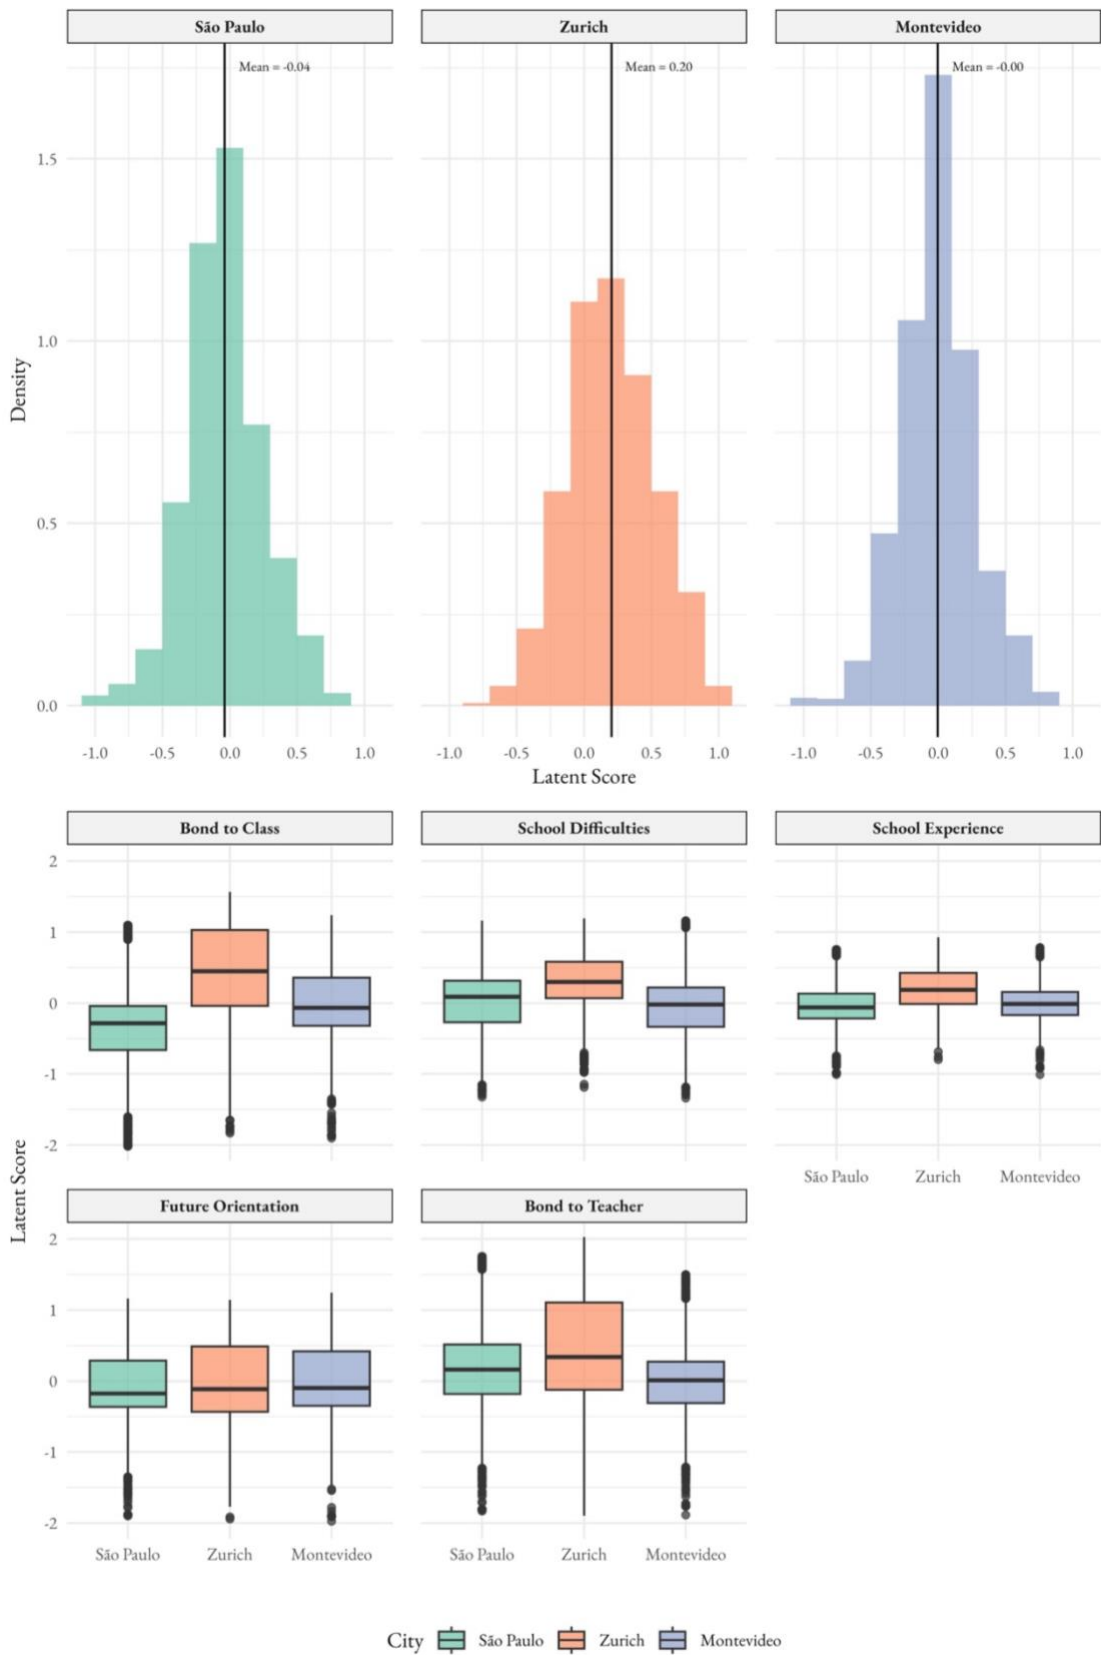 São Paulo Zurich Montevideo
Mean = -0.04 Mean = 0.20 Mean = -0.00
1.5
1.0
Density
0.5
0.0
-1.0 -0.5 0.0 0.5 1.0 -1.0 -0.5 0.0 0.5 1.0 -1.0 -0.5 0.0 0.5 1.0
Latent Score
Bond to Class School Difficulties School Experience
2
1
0
-1
-2
São Paulo Zurich Montevideo
Latent Score
Future Orientation Bond to Teacher
2
1
0
-1
-2
São Paulo Zurich Montevideo São Paulo Zurich Montevideo
City São Paulo Zurich Montevideo